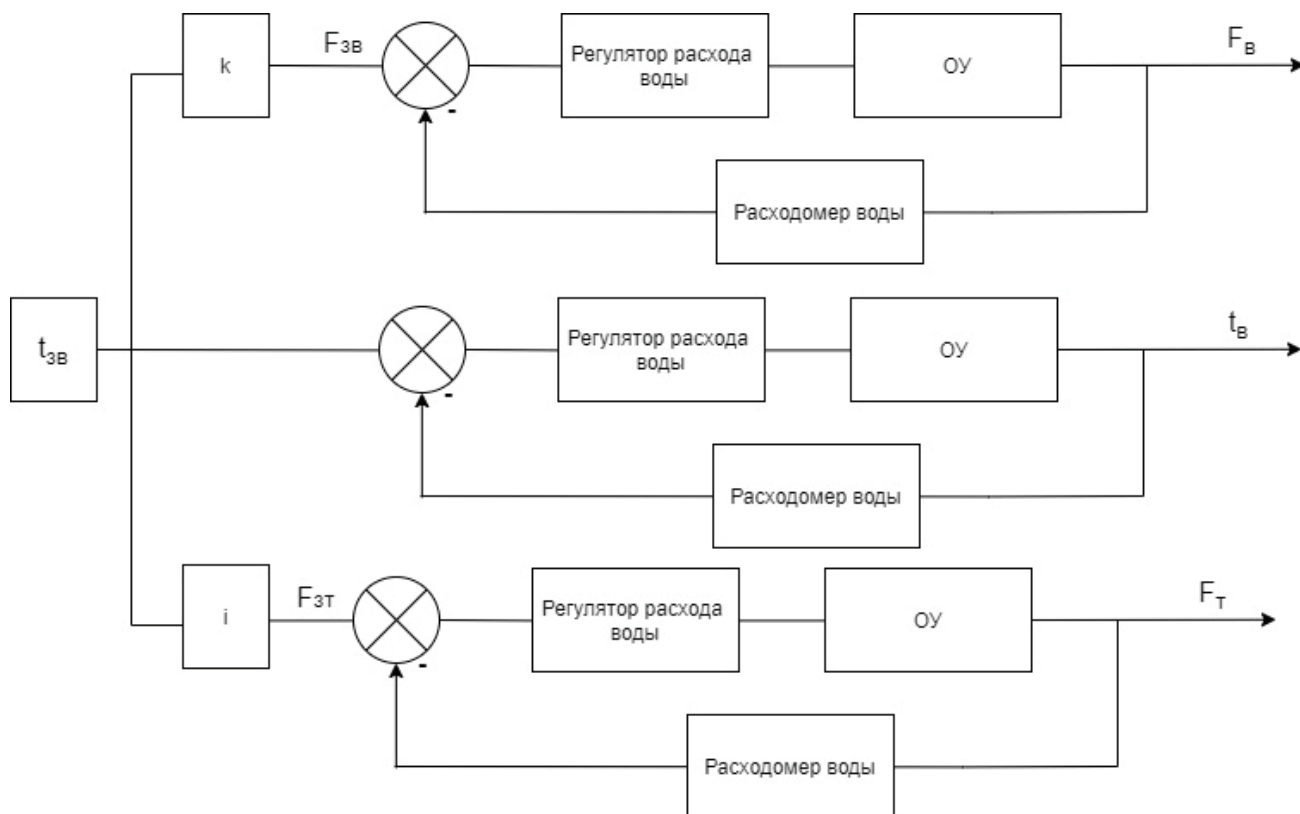 k
Fзв
-
Регулятор расхода
воды
ОУ
Fв
Расходомер воды
tзв
-
Регулятор расхода
воды
ОУ
tв
Расходомер воды
i
Fзт
-
Регулятор расхода
воды
ОУ
Fт
Расходомер воды